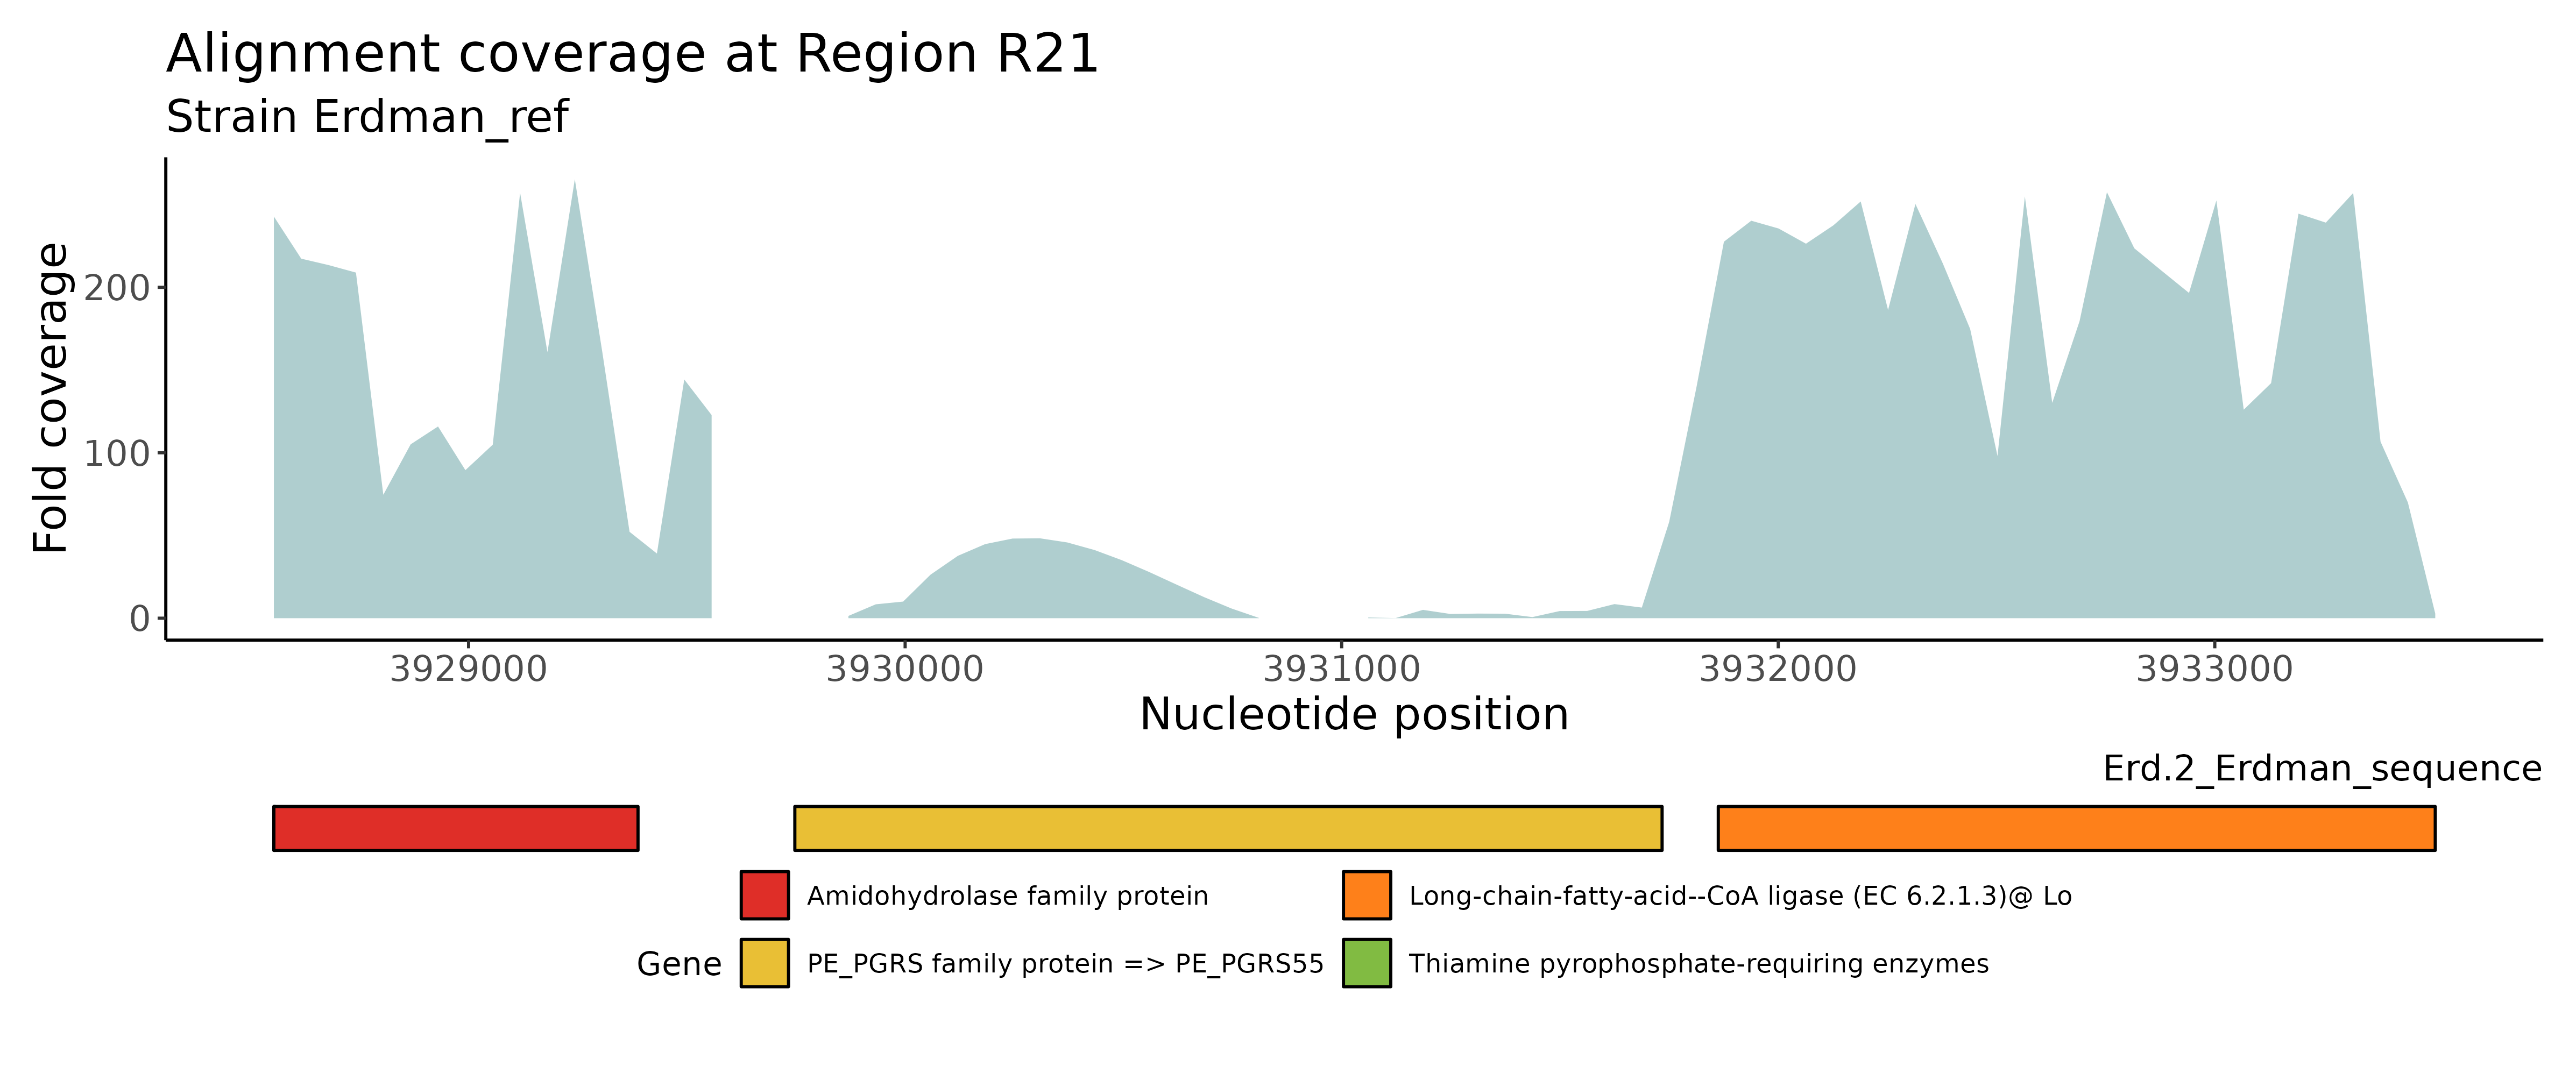 Alignment coverage at Region R21
Strain Erdman_ref
Fold coverage
200
100
0
3929000 3930000 3931000 3932000 3933000
Nucleotide position
Erd.2_Erdman_sequence
Gene
Amidohydrolase family protein
PE_PGRS family protein => PE_PGRS55
Long-chain-fatty-acid--CoA ligase (EC 6.2.1.3)@ Lo
Thiamine pyrophosphate-requiring enzymes